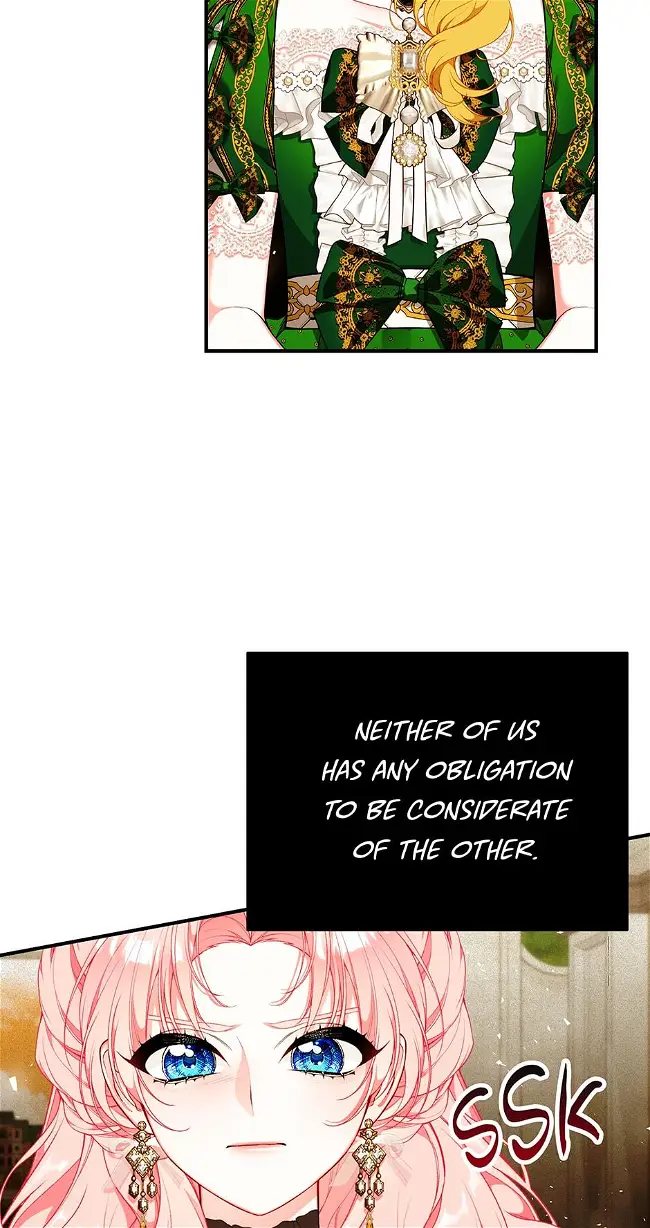 NEITHER OF US
HAS ANY OBLIGATION
TO BE CONSIDERATE
OF THE OTHER.
SSK